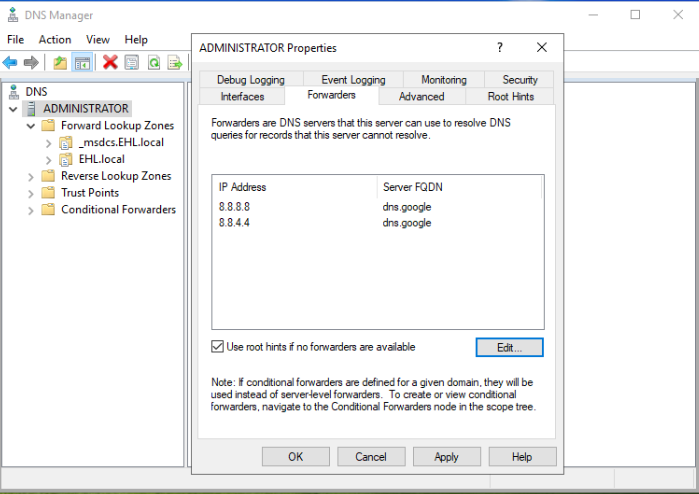 DNS Manager
File Action View Help
DNS
ADMINISTRATOR
Forward Lookup Zones
_msdcs.EHL.local
EHL.local
Reverse Lookup Zones
Trust Points
Conditional Forwarders
ADMINISTRATOR Properties
? 
Debug Logging Event Logging Monitoring Security
Interfaces Forwarders Advanced Root Hints
Forwarders are DNS servers that this server can use to resolve DNS
queries for records that this server cannot resolve.
IP Address Server FQDN
8.8.8.8 dns.google
8.8.4.4 dns.google
Use root hints if no forwarders are available Edit...
Note: If conditional forwarders are defined for a given domain, they will be
used instead of server-level forwarders. To create or view conditional
forwarders, navigate to the Conditional Forwarders node in the scope tree.
OK Cancel Apply Help